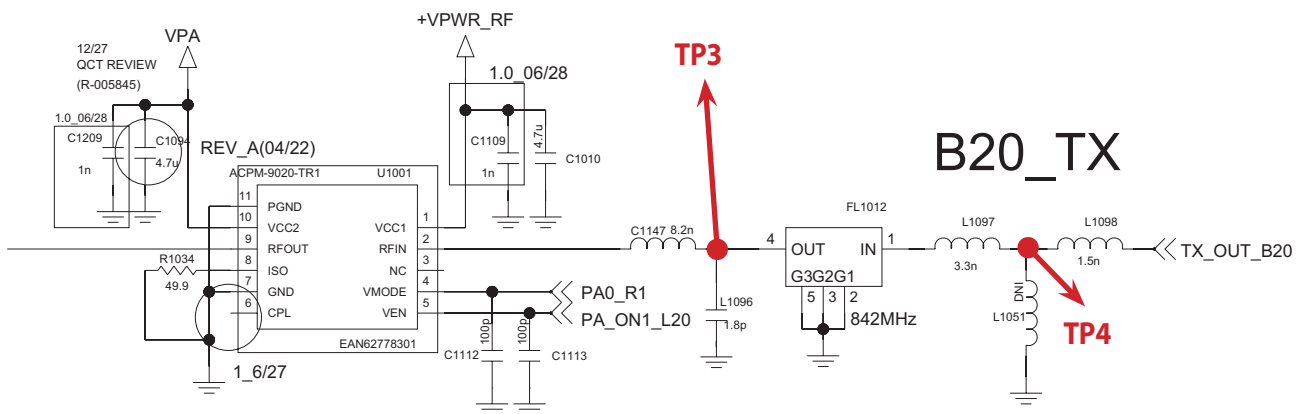 +VPWR_RF
VPA
12/27
QCT REVIEW
(R-005845)
TP3
1.0_06/28
1.0_06/28
C1209
1n
C1094
4.7u
C1109
1n
4.7u
C1010
REV_A(04/22)
ACPM-9020-TR1
U1001
B20_TX
11
PGND
10
VCC2
VCC1
1
9
RFOUT
RFIN
2
8
ISO
NC
3
7
GND
VMODE
4
6
CPL
VEN
5
EAN62778301
R1034
49.9
1_6/27
C1147
8.2n
L1096
1.8p
PA0_R1
PA_ON1_L20
100p
100p
C1112
C1113
FL1012
4
OUT
IN
1
G3G2G1
5
3
2
842MHz
L1097
3.3n
L1098
1.5n
TX_OUT_B20
DNI
L1051
TP4